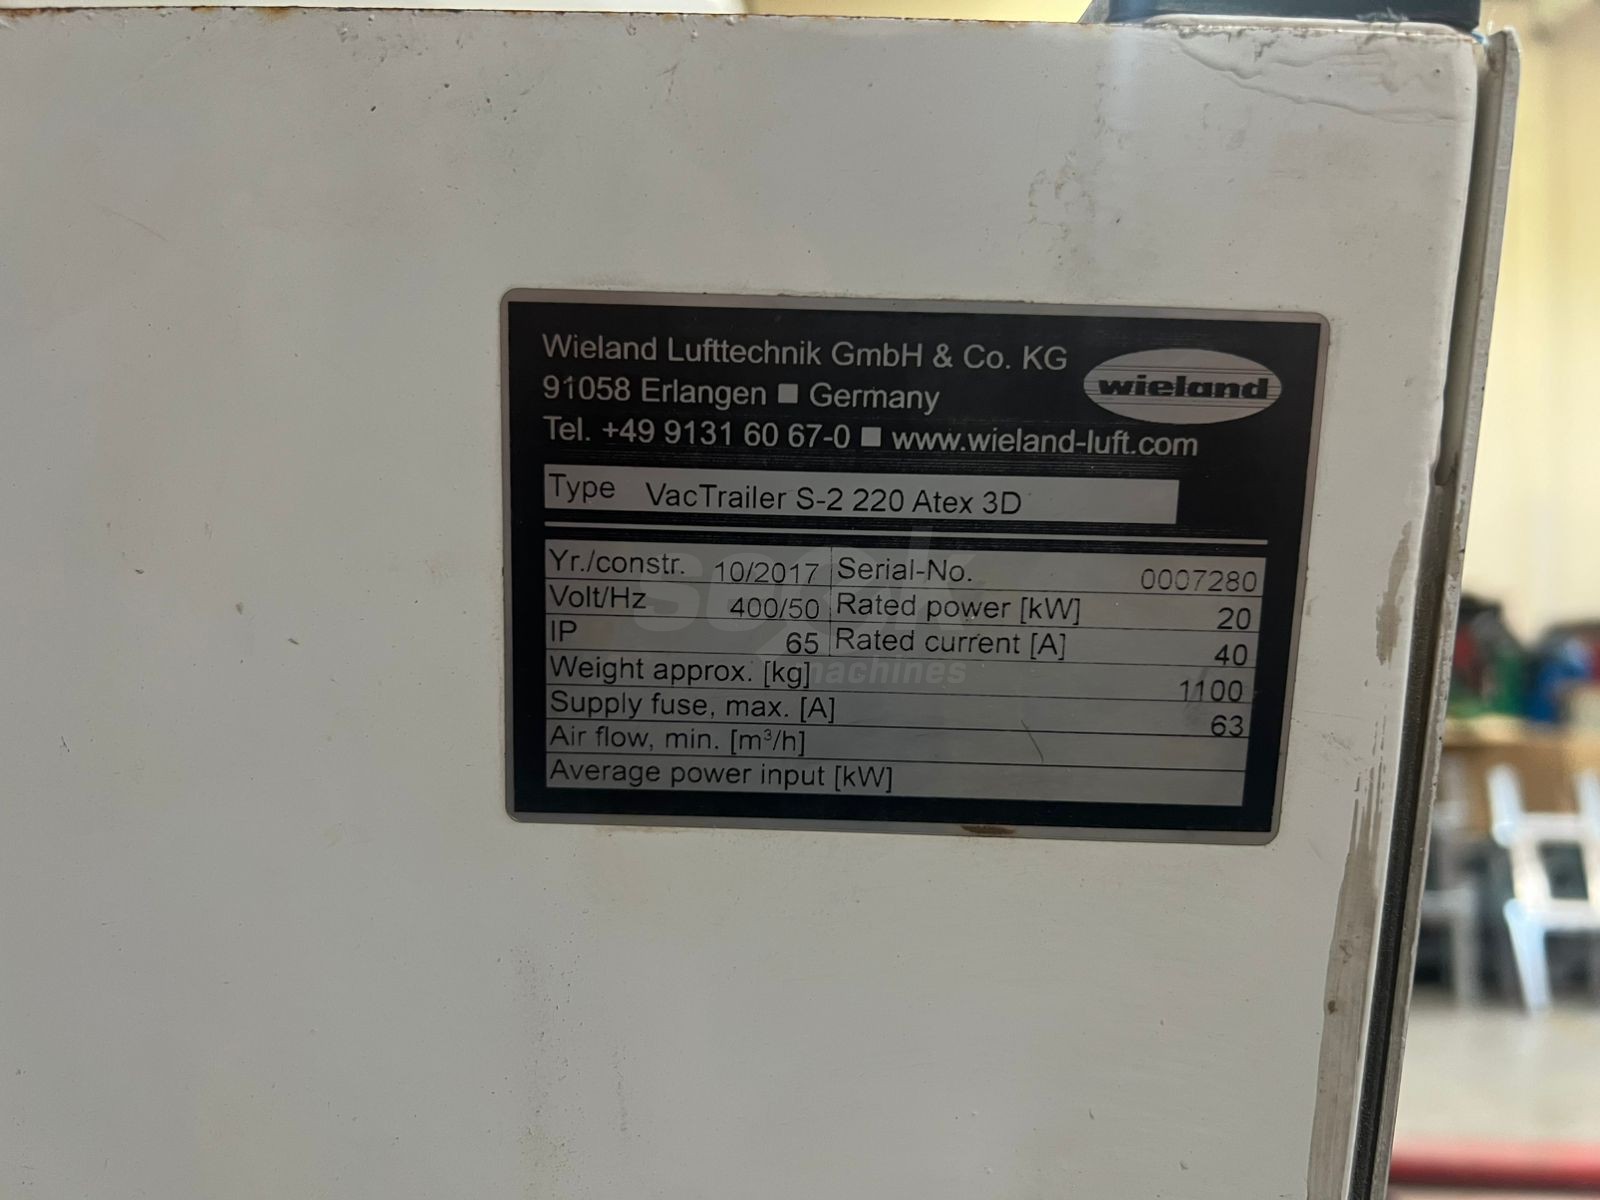 Wieland Lufttechnik GmbH & Co. KG
wieland
91058 Erlangen ■ Germany
Tel. +49 9131 60 67-0 ■ www.wieland-luft.com
Type VacTrailer S-2 220 Atex 3D
Yr./constr. 10/2017 Serial-No. 0007280
Volt/Hz 400/50 Rated power [kW] 20
IP 65 Rated current [A] 40
Weight approx. [kg] 1100
Supply fuse, max. [A] 63
Air flow, min. [m³/h]
Average power input [kW]
machines